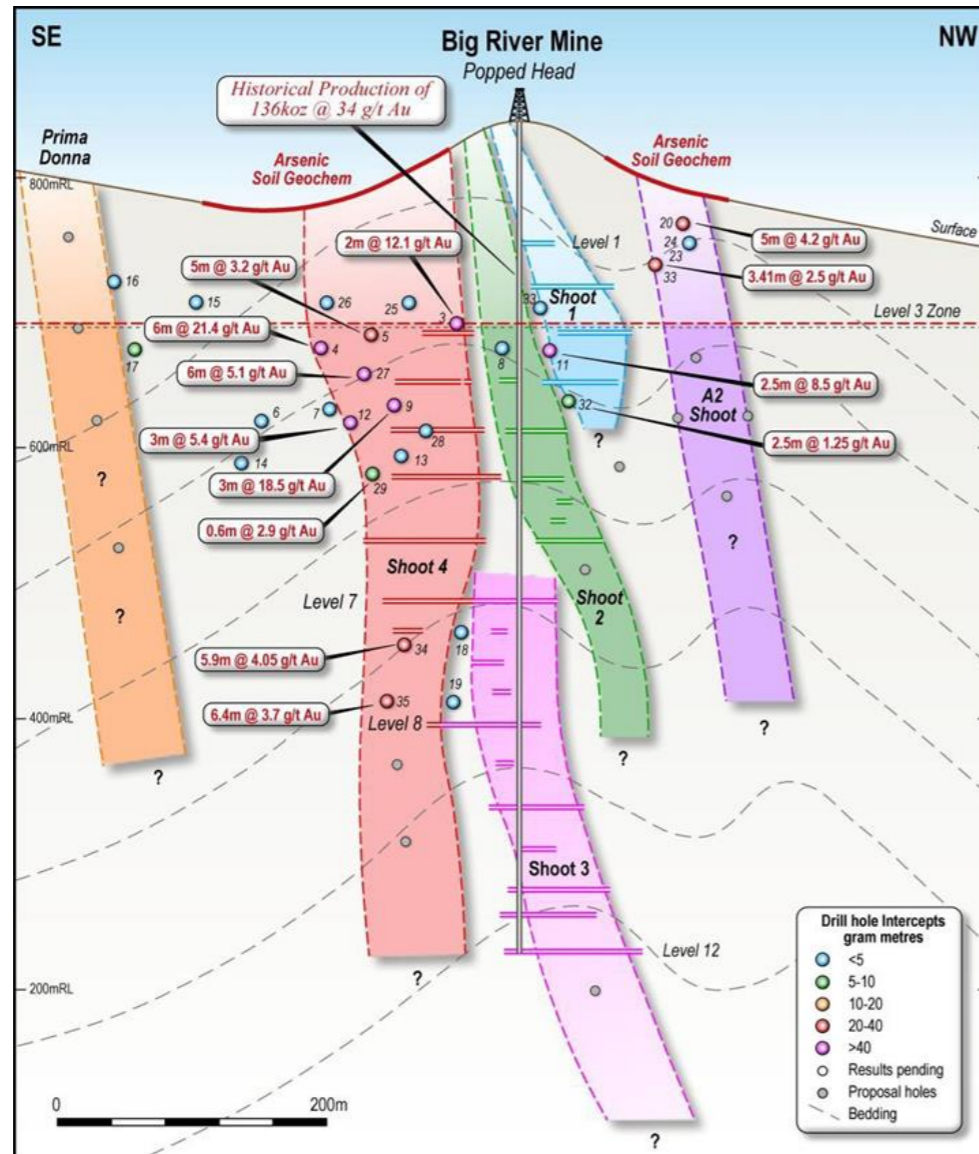 SE
Big River Mine
NW
Popped Head
Historical Production of
136koz @ 34 g/t Au
Prima
Donna
Arsenic
Soil Geochem
Arsenic
Soil Geochem
800mRL
Surface
Level 1
20
24
23
33
5m @ 4.2 g/t Au
3.41m @ 2.5 g/t Au
2m @ 12.1 g/t Au
5m @ 3.2 g/t Au
16
15
26
25
33
Shoot
1
3
Level 3 Zone
6m @ 21.4 g/t Au
4
5
8
11
17
6m @ 5.1 g/t Au
27
2.5m @ 8.5 g/t Au
A2
Shoot
32
6
7
12
9
28
?
3m @ 5.4 g/t Au
2.5m @ 1.25 g/t Au
600mRL
14
13
3m @ 18.5 g/t Au
?
29
0.6m @ 2.9 g/t Au
?
Shoot 4
Shoot
2
Level 7
?
18
5.9m @ 4.05 g/t Au
34
19
6.4m @ 3.7 g/t Au
35
400mRL
Level 8
?
?
?
Shoot 3
Level 12
?
200mRL
?
0
200m
Drill hole Intercepts
gram metres
<5
5-10
10-20
20-40
>40
Results pending
Proposal holes
Bedding